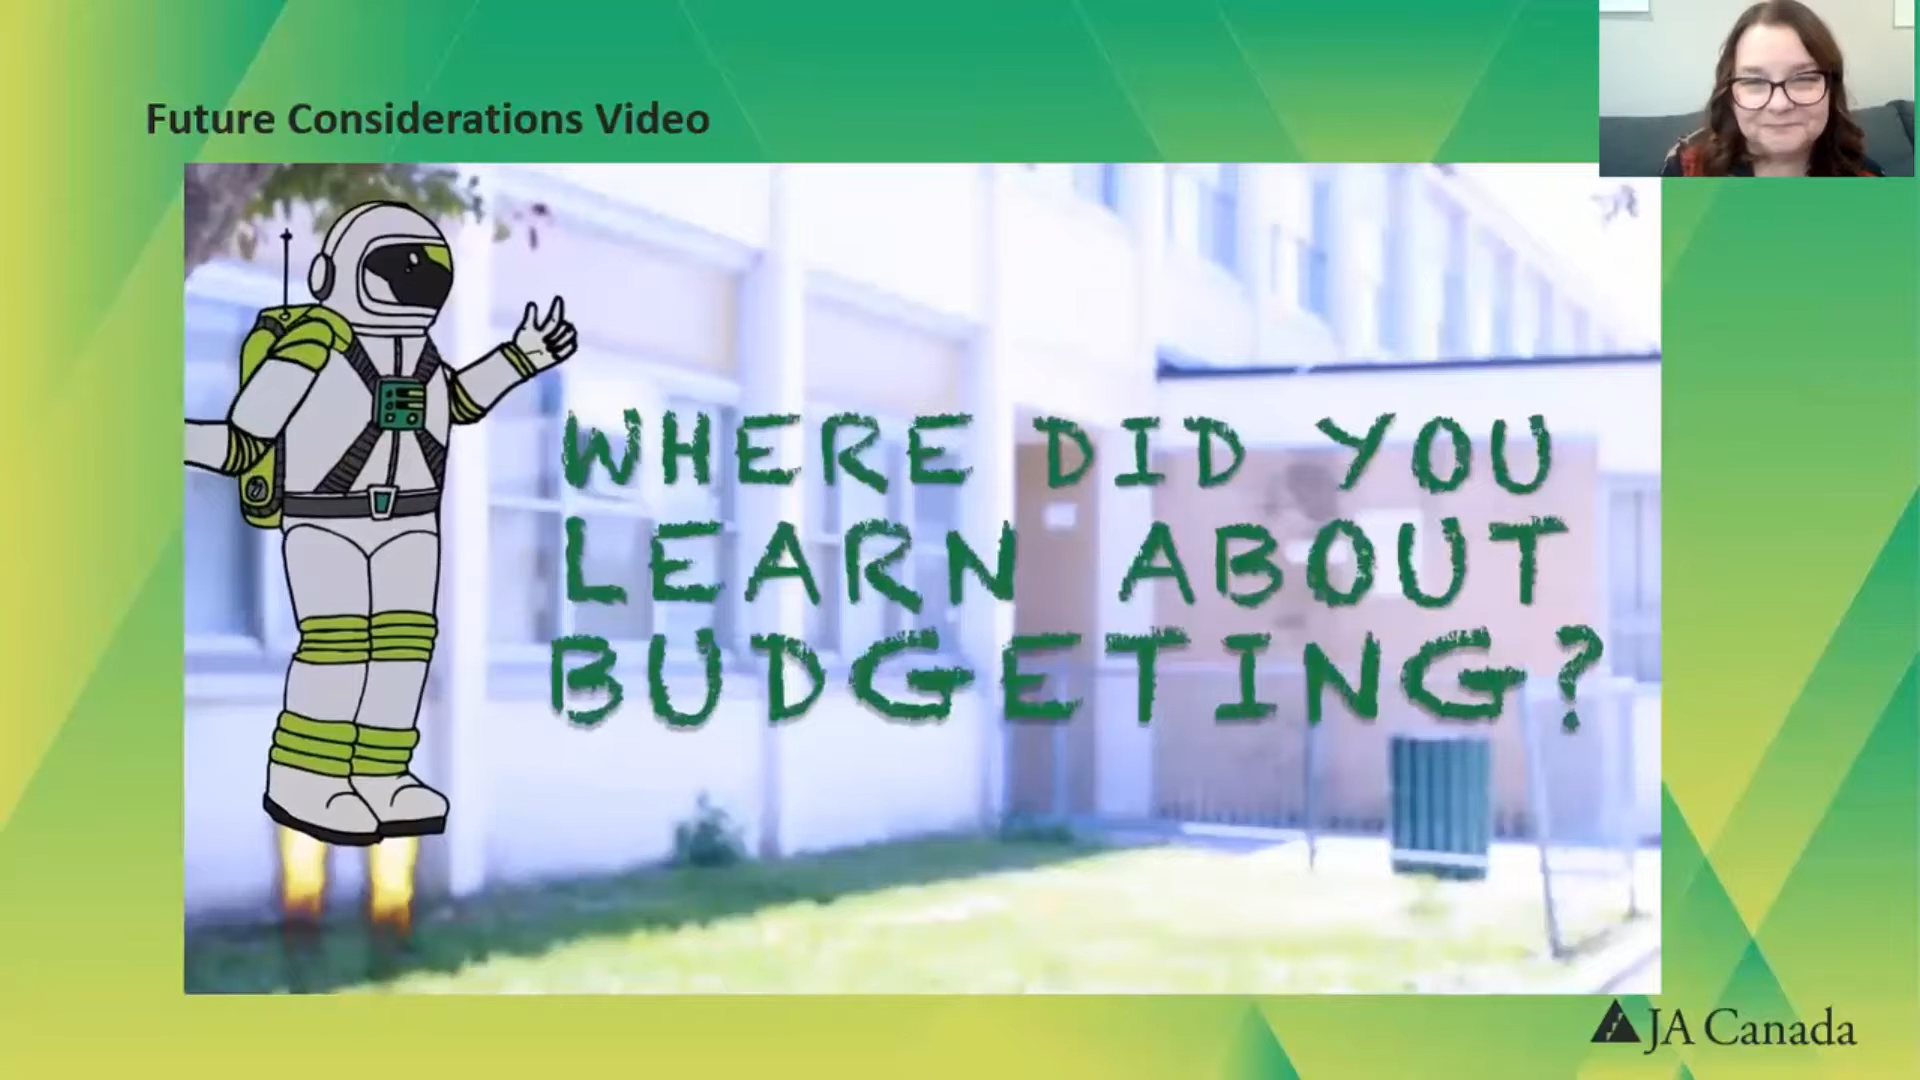 Future Considerations Video
WHERE DID YOU
LEARN ABOUT
BUDGETING?
JA Canada